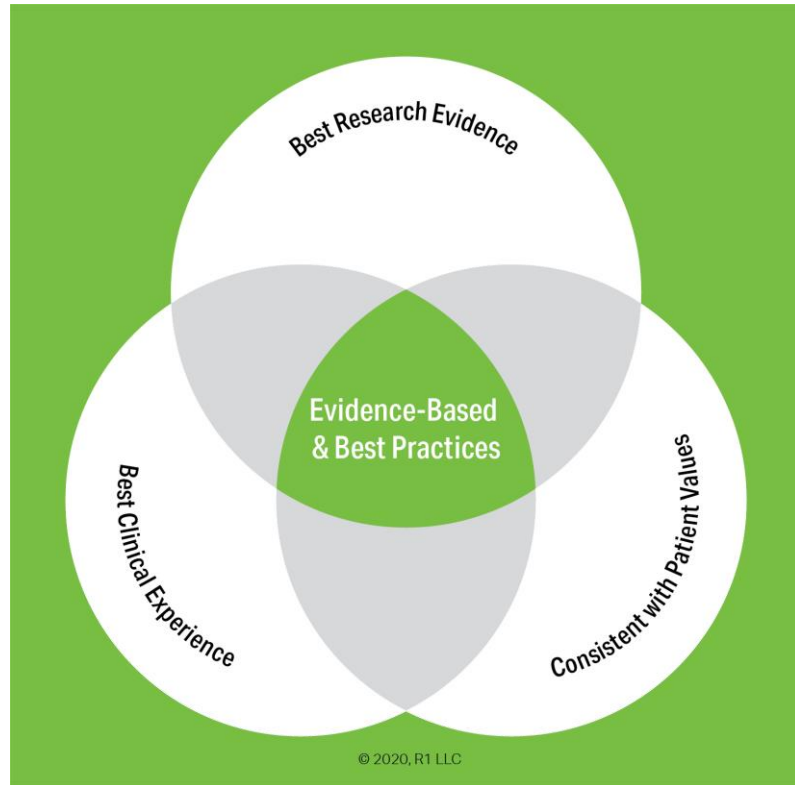 Best Research Evidence
Evidence-Based
& Best Practices
Best Clinical Experience
Consistent with Patient Values
© 2020, R1 LLC